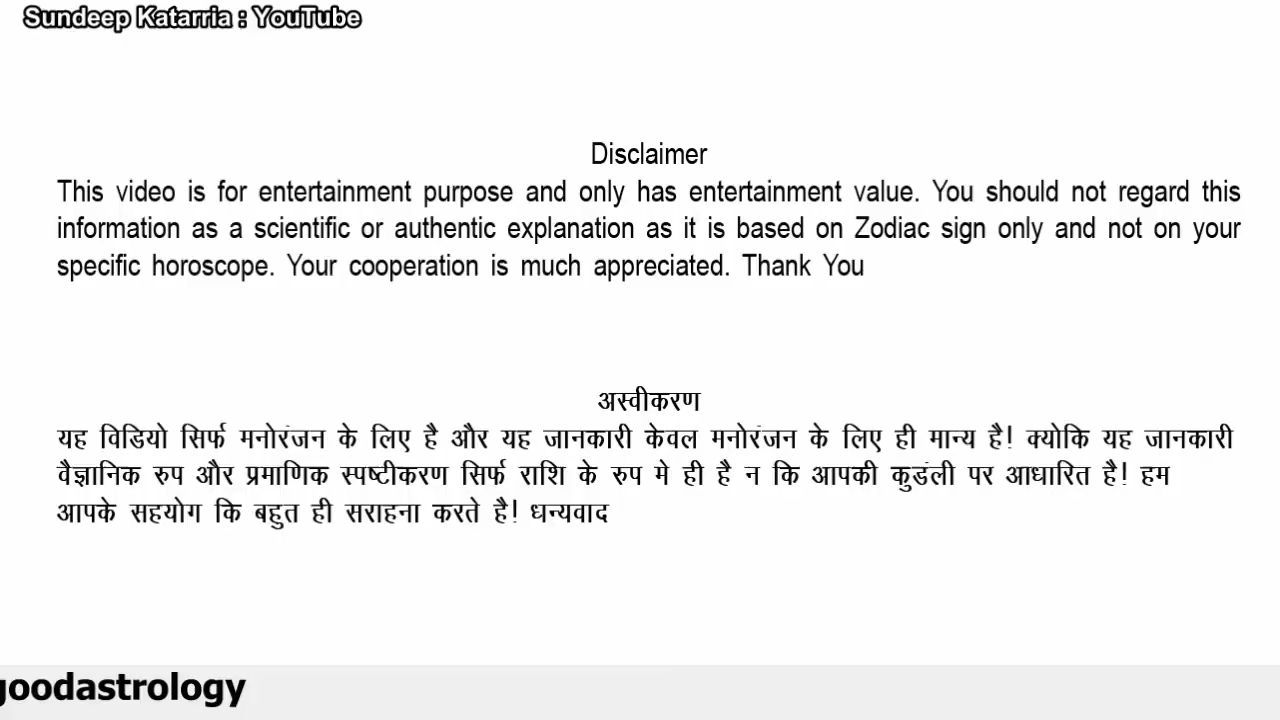 Sundeep Katarria : YouTube
Disclaimer
This video is for entertainment purpose and only has entertainment value. You should not regard this
information as a scientific or authentic explanation as it is based on Zodiac sign only and not on your
specific horoscope. Your cooperation is much appreciated. Thank You
अस्वीकरण
यह विडियो सिर्फ मनोरंजन के लिए है और यह जानकारी केवल मनोरंजन के लिए ही मान्य है! क्योकि यह जानकारी
वैज्ञानिक रुप और प्रमाणिक स्पष्टीकरण सिर्फ राशि के रुप मे ही है न कि आपकी कुडंली पर आधारित है! हम
आपके सहयोग कि बहुत ही सराहना करते है! धन्यवाद
goodastrology